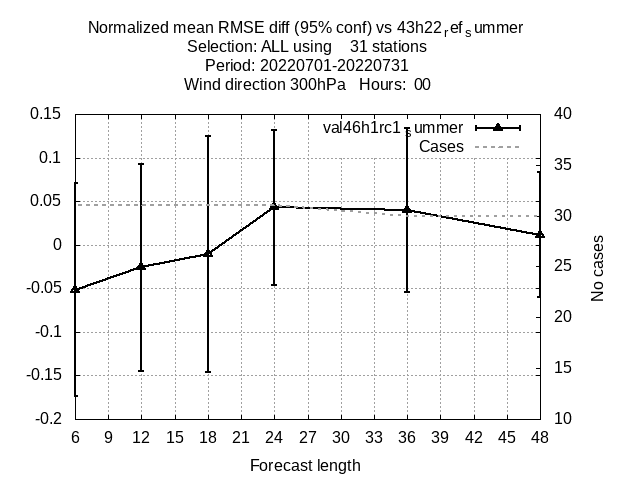 Normalized mean RMSE diff (95% conf) vs 43h22refsummer
Selection: ALL using 31 stations
Period: 20220701-20220731
Wind direction 300hPa Hours: 00
0.15
0.1
0.05
0
-0.05
-0.1
-0.15
-0.2
val46h1rc1summer
Cases
40
35
30
25
20
15
10
No cases
6 9 12 15 18 21 24 27 30 33 36 39 42 45 48
Forecast length